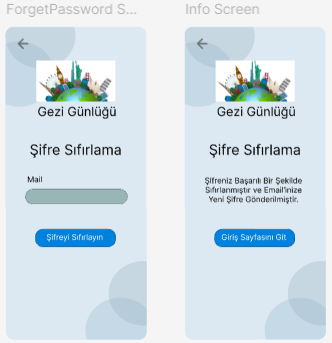 ForgetPassword S...
Info Screen
Gezi Günlüğü
Şifre Sıfırlama
Mail
Şifreyi Sıfırlayın
Gezi Günlüğü
Şifre Sıfırlama
Şifreniz Başarılı Bir Şekilde
Sıfırlanmıştır ve Email'inize
Yeni Şifre Gönderilmiştir.
Giriş Sayfasını Git